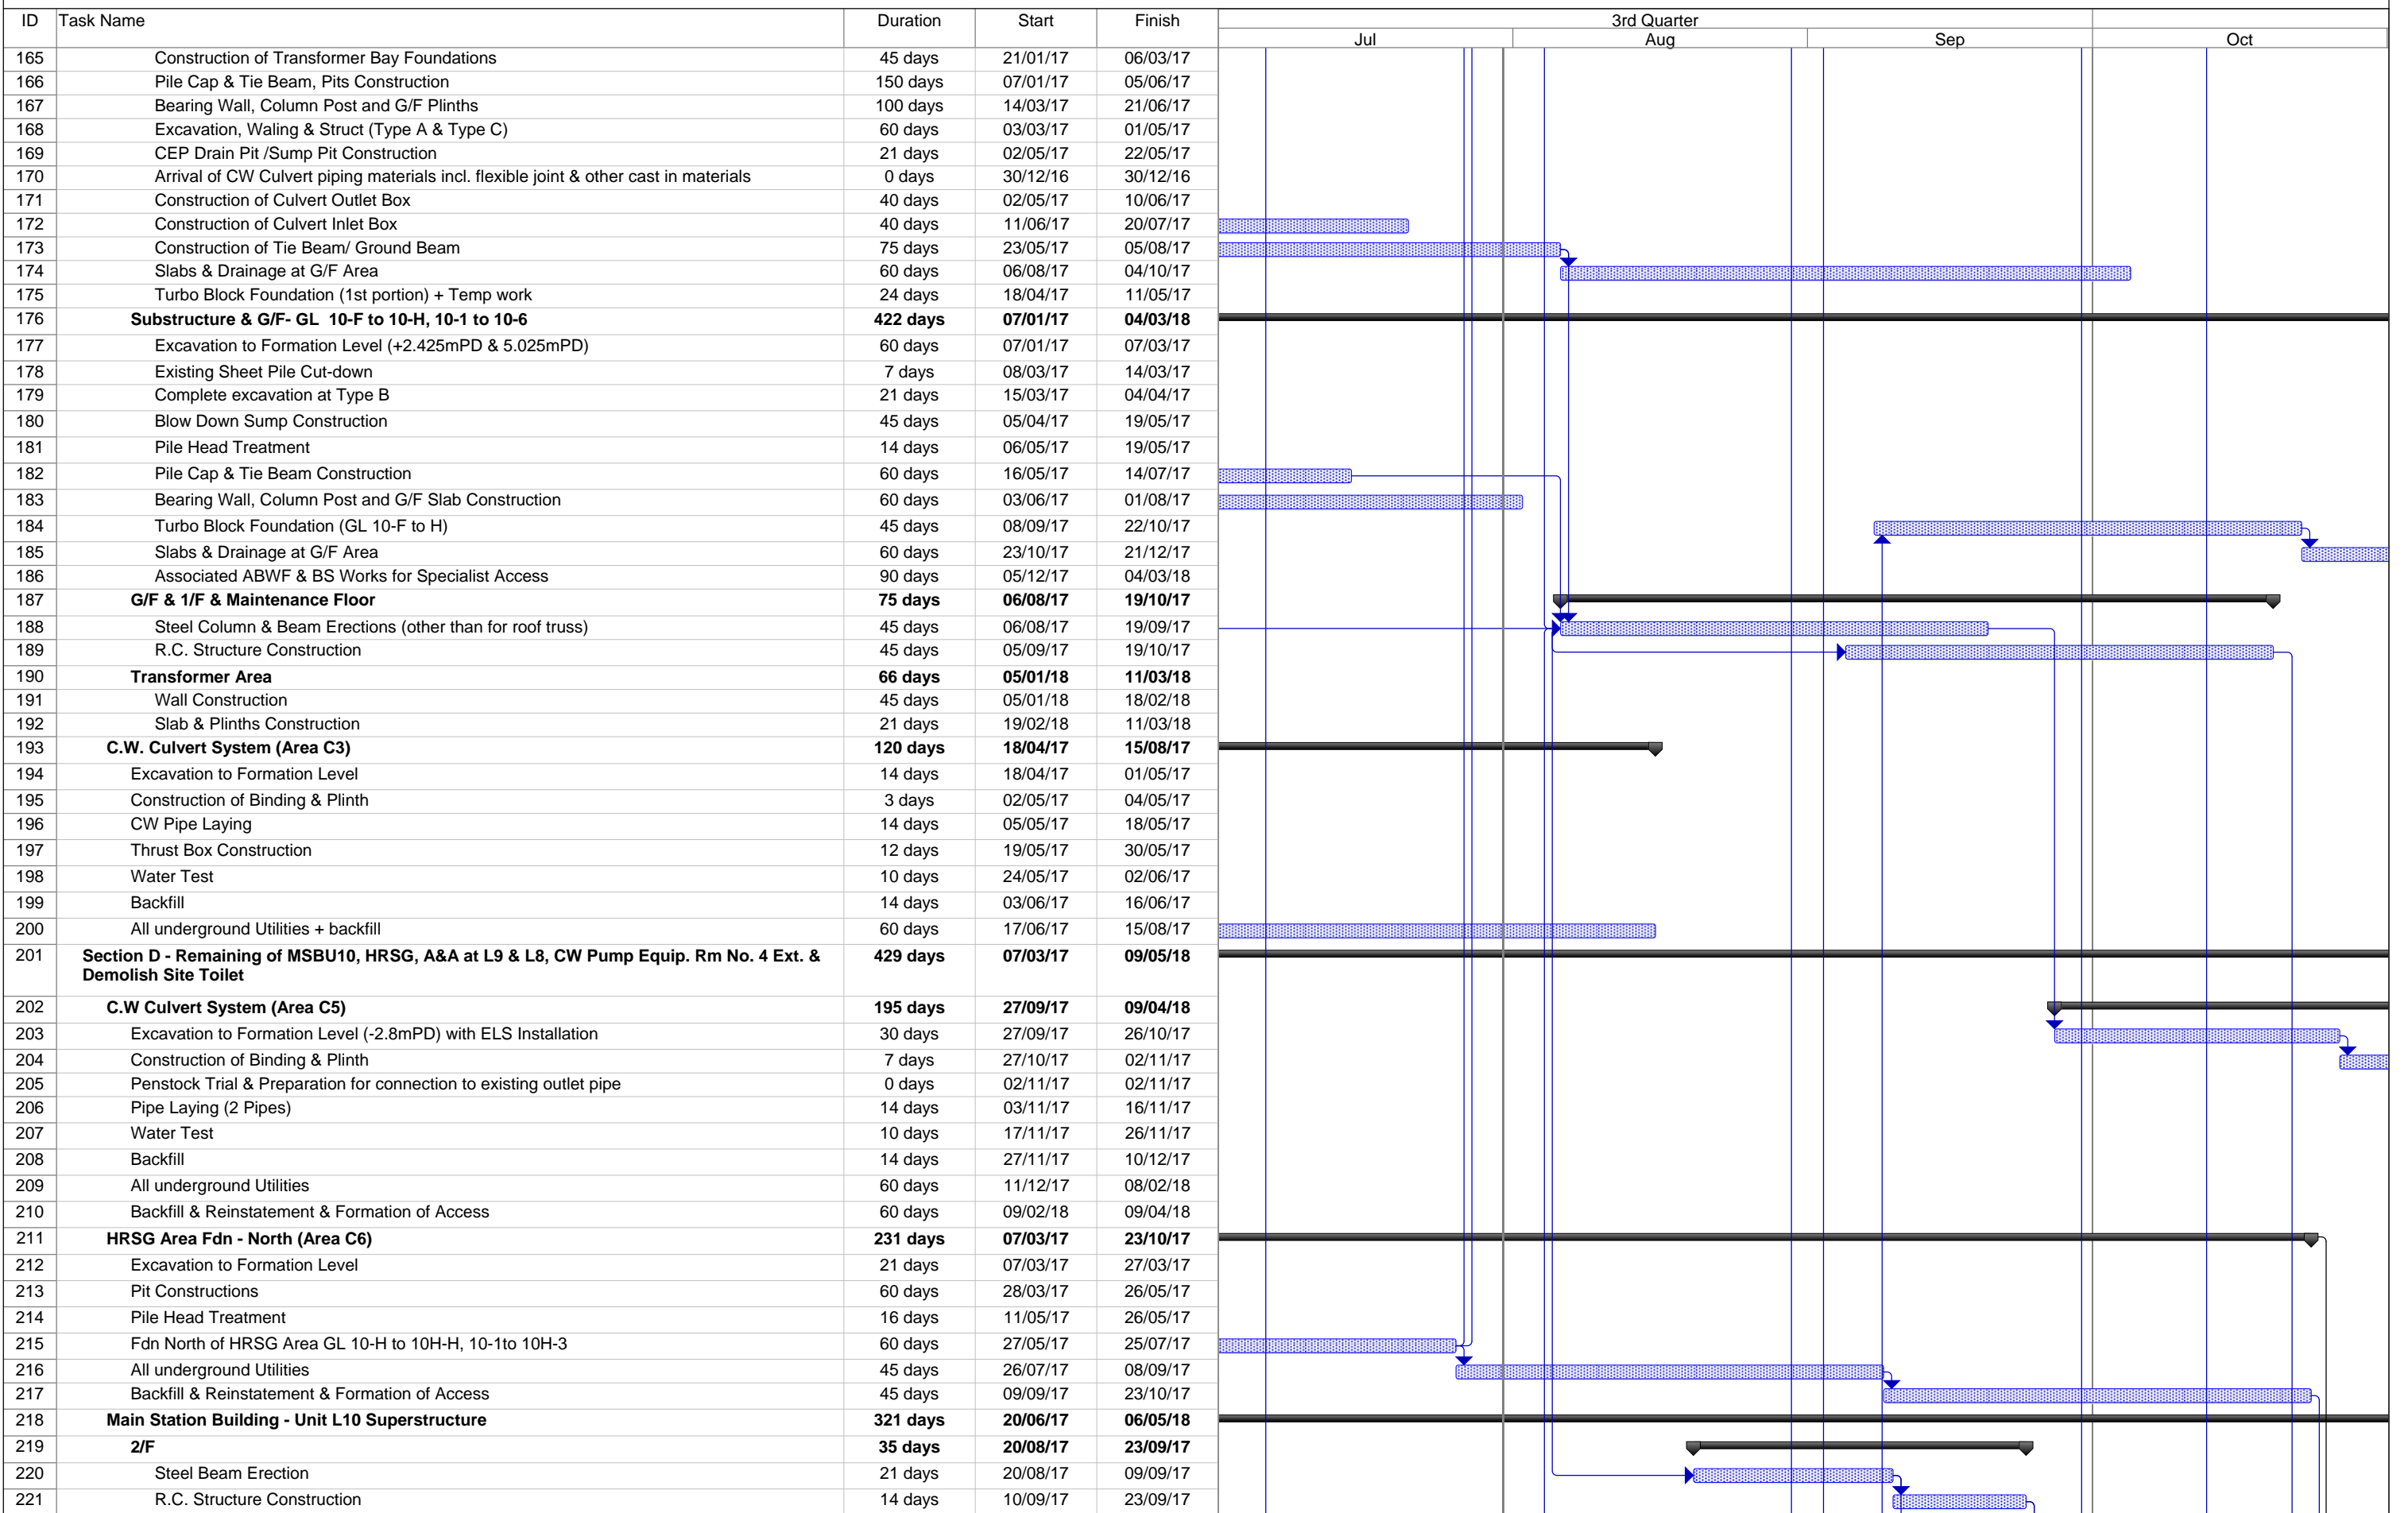 ID Task Name Duration Start Finish 3rd Quarter
Jul Aug Sep Oct
165 Construction of Transformer Bay Foundations 45 days 21/01/17 06/03/17
166 Pile Cap & Tie Beam, Pits Construction 150 days 07/01/17 05/06/17
167 Bearing Wall, Column Post and G/F Plinths 100 days 14/03/17 21/06/17
168 Excavation, Waling & Struct (Type A & Type C) 60 days 03/03/17 01/05/17
169 CEP Drain Pit /Sump Pit Construction 21 days 02/05/17 22/05/17
170 Arrival of CW Culvert piping materials incl. flexible joint & other cast in materials 0 days 30/12/16 30/12/16
171 Construction of Culvert Outlet Box 40 days 02/05/17 10/06/17
172 Construction of Culvert Inlet Box 40 days 11/06/17 20/07/17
173 Construction of Tie Beam/ Ground Beam 75 days 23/05/17 05/08/17
174 Slabs & Drainage at G/F Area 60 days 06/08/17 04/10/17
175 Turbo Block Foundation (1st portion) + Temp work 24 days 18/04/17 11/05/17
176 Substructure & G/F- GL 10-F to 10-H, 10-1 to 10-6 422 days 07/01/17 04/03/18
177 Excavation to Formation Level (+2.425mPD & 5.025mPD) 60 days 07/01/17 07/03/17
178 Existing Sheet Pile Cut-down 7 days 08/03/17 14/03/17
179 Complete excavation at Type B 21 days 15/03/17 04/04/17
180 Blow Down Sump Construction 45 days 05/04/17 19/05/17
181 Pile Head Treatment 14 days 06/05/17 19/05/17
182 Pile Cap & Tie Beam Construction 60 days 16/05/17 14/07/17
183 Bearing Wall, Column Post and G/F Slab Construction 60 days 03/06/17 01/08/17
184 Turbo Block Foundation (GL 10-F to H) 45 days 08/09/17 22/10/17
185 Slabs & Drainage at G/F Area 60 days 23/10/17 21/12/17
186 Associated ABWF & BS Works for Specialist Access 90 days 05/12/17 04/03/18
187 G/F & 1/F & Maintenance Floor 75 days 06/08/17 19/10/17
188 Steel Column & Beam Erections (other than for roof truss) 45 days 06/08/17 19/09/17
189 R.C. Structure Construction 45 days 05/09/17 19/10/17
190 Transformer Area 66 days 05/01/18 11/03/18
191 Wall Construction 45 days 05/01/18 18/02/18
192 Slab & Plinths Construction 21 days 19/02/18 11/03/18
193 C.W. Culvert System (Area C3) 120 days 18/04/17 15/08/17
194 Excavation to Formation Level 14 days 18/04/17 01/05/17
195 Construction of Binding & Plinth 3 days 02/05/17 04/05/17
196 CW Pipe Laying 14 days 05/05/17 18/05/17
197 Thrust Box Construction 12 days 19/05/17 30/05/17
198 Water Test 10 days 24/05/17 02/06/17
199 Backfill 14 days 03/06/17 16/06/17
200 All underground Utilities + backfill 60 days 17/06/17 15/08/17
201 Section D - Remaining of MSBU10, HRSG, A&A at L9 & L8, CW Pump Equip. Rm No. 4 Ext. & 429 days 07/03/17 09/05/18
Demolish Site Toilet
202 C.W Culvert System (Area C5) 195 days 27/09/17 09/04/18
203 Excavation to Formation Level (-2.8mPD) with ELS Installation 30 days 27/09/17 26/10/17
204 Construction of Binding & Plinth 7 days 27/10/17 02/11/17
205 Penstock Trial & Preparation for connection to existing outlet pipe 0 days 02/11/17 02/11/17
206 Pipe Laying (2 Pipes) 14 days 03/11/17 16/11/17
207 Water Test 10 days 17/11/17 26/11/17
208 Backfill 14 days 27/11/17 10/12/17
209 All underground Utilities 60 days 11/12/17 08/02/18
210 Backfill & Reinstatement & Formation of Access 60 days 09/02/18 09/04/18
211 HRSG Area Fdn - North (Area C6) 231 days 07/03/17 23/10/17
212 Excavation to Formation Level 21 days 07/03/17 27/03/17
213 Pit Constructions 60 days 28/03/17 26/05/17
214 Pile Head Treatment 16 days 11/05/17 26/05/17
215 Fdn North of HRSG Area GL 10-H to 10H-H, 10-1to 10H-3 60 days 27/05/17 25/07/17
216 All underground Utilities 45 days 26/07/17 08/09/17
217 Backfill & Reinstatement & Formation of Access 45 days 09/09/17 23/10/17
218 Main Station Building - Unit L10 Superstructure 321 days 20/06/17 06/05/18
219 2/F 35 days 20/08/17 23/09/17
220 Steel Beam Erection 21 days 20/08/17 09/09/17
221 R.C. Structure Construction 14 days 10/09/17 23/09/17